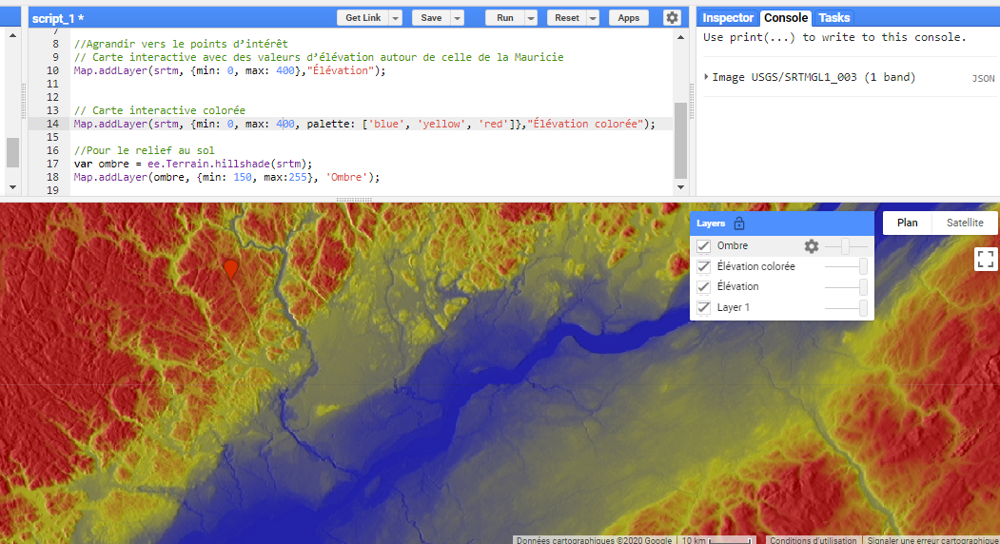 script_1 *
Get Link
Save
Run
Reset
Apps
Inspector Console Tasks
7
8 //Agrandir vers le points d’intérêt
9 // Carte interactive avec des valeurs d’élévation autour de celle de la Mauricie
10 Map.addLayer(srtm, {min: 0, max: 400},"Élévation");
11
12
13 // Carte interactive colorée
14 Map.addLayer(srtm, {min: 0, max: 400, palette: ['blue', 'yellow', 'red']},"Élévation colorée");
15
16 //Pour le relief au sol
17 var ombre = ee.Terrain.hillshade(srtm);
18 Map.addLayer(ombre, {min: 150, max:255}, 'Ombre');
19
Use print(...) to write to this console.
Image USGS/SRTMGL1_003 (1 band)
JSON
Layers
Ombre
Élévation colorée
Élévation
Layer 1
Plan
Satellite
Données cartographiques ©2020 Google
10 km
Conditions d'utilisation
Signaler une erreur cartographique